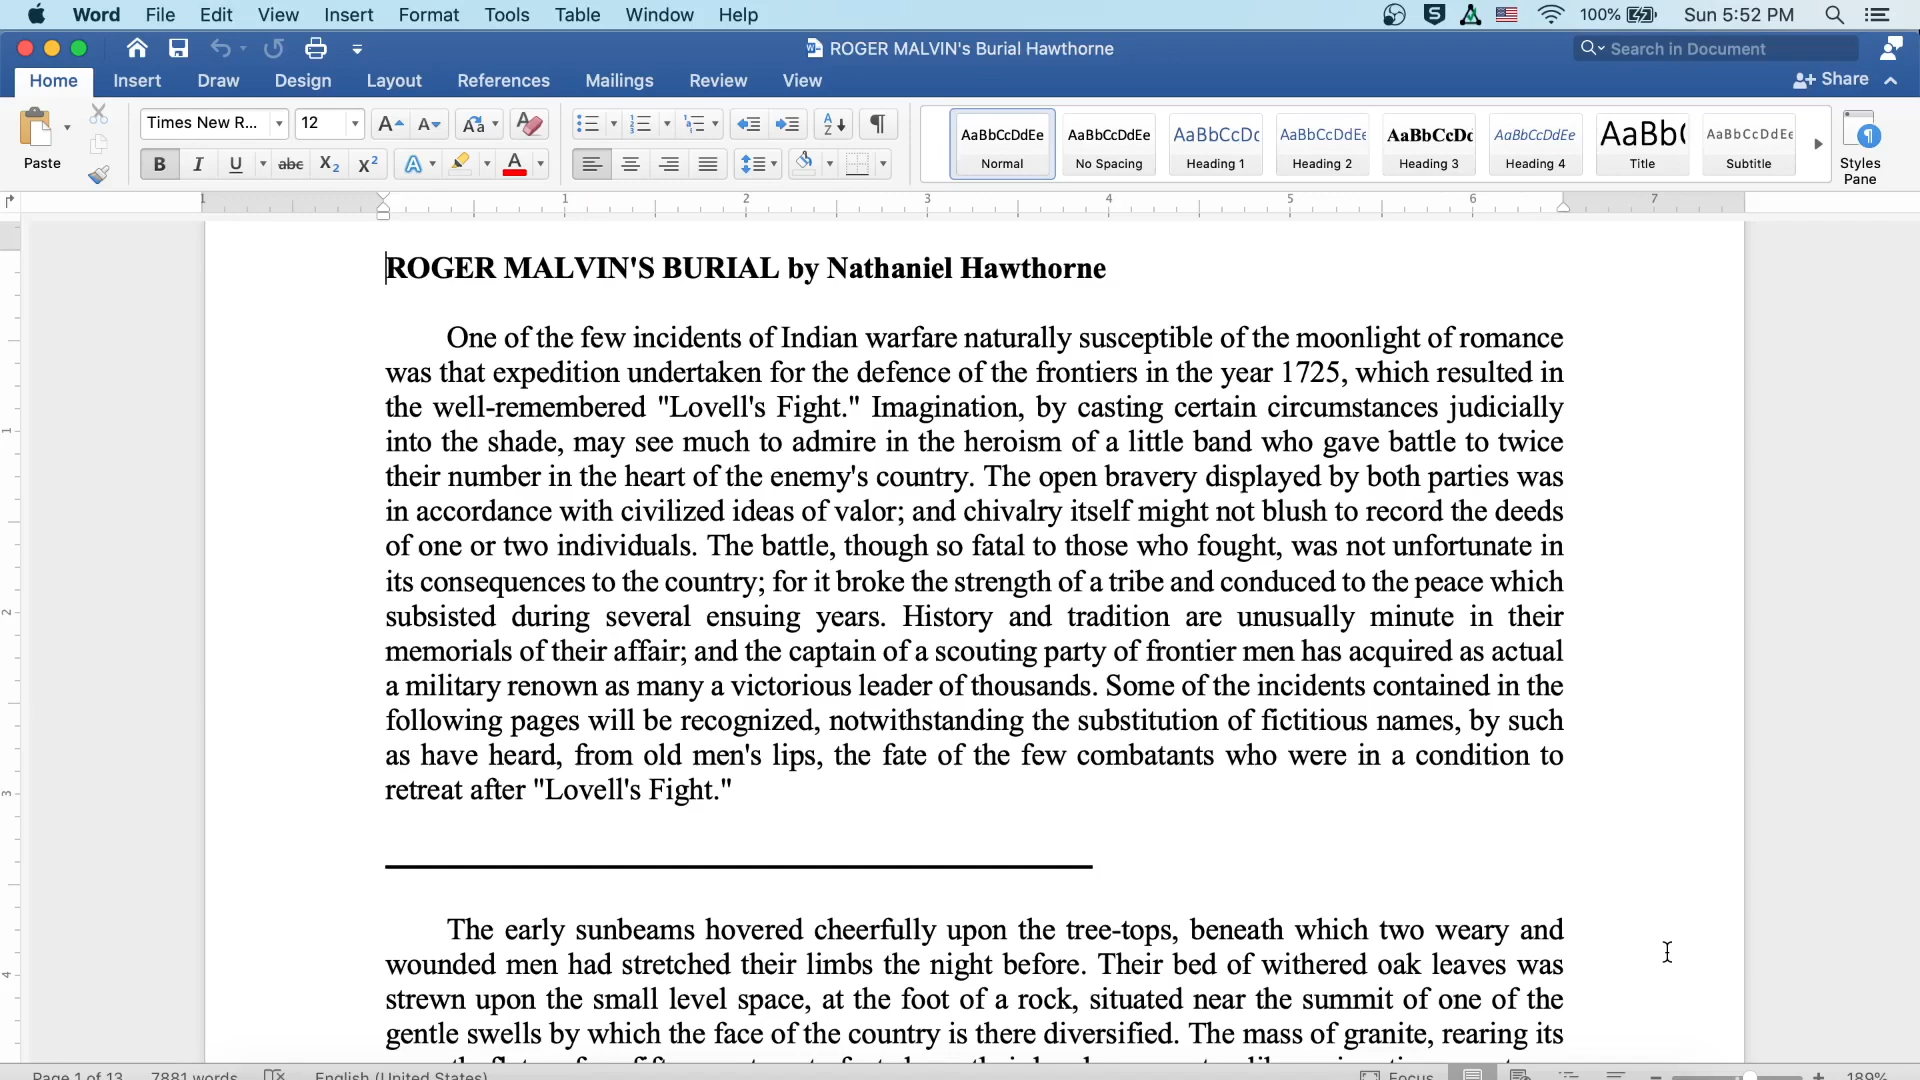 Word File Edit View Insert Format Tools Table Window Help 100% Sun 5:52 PM
ROGER MALVIN's Burial Hawthorne Search in Document
Home Insert Draw Design Layout References Mailings Review View Share
Times New R... 12
Paste
B I U abc X₂ X²
AaBbCcDdEe AaBbCcDdEe AaBbCcDc AaBbCcDdEe AaBbCcDc AaBbCcDdEe AaBb( AaBbCcDdEe
Normal No Spacing Heading 1 Heading 2 Heading 3 Heading 4 Title Subtitle
Styles
Pane
1 1 2 3 4 5 6 7
ROGER MALVIN'S BURIAL by Nathaniel Hawthorne
One of the few incidents of Indian warfare naturally susceptible of the moonlight of romance
was that expedition undertaken for the defence of the frontiers in the year 1725, which resulted in
the well-remembered "Lovell's Fight." Imagination, by casting certain circumstances judicially
into the shade, may see much to admire in the heroism of a little band who gave battle to twice
their number in the heart of the enemy's country. The open bravery displayed by both parties was
in accordance with civilized ideas of valor; and chivalry itself might not blush to record the deeds
of one or two individuals. The battle, though so fatal to those who fought, was not unfortunate in
its consequences to the country; for it broke the strength of a tribe and conduced to the peace which
subsisted during several ensuing years. History and tradition are unusually minute in their
memorials of their affair; and the captain of a scouting party of frontier men has acquired as actual
a military renown as many a victorious leader of thousands. Some of the incidents contained in the
following pages will be recognized, notwithstanding the substitution of fictitious names, by such
as have heard, from old men's lips, the fate of the few combatants who were in a condition to
retreat after "Lovell's Fight."
The early sunbeams hovered cheerfully upon the tree-tops, beneath which two weary and
wounded men had stretched their limbs the night before. Their bed of withered oak leaves was
strewn upon the small level space, at the foot of a rock, situated near the summit of one of the
gentle swells by which the face of the country is there diversified. The mass of granite, rearing its
Page 1 of 13 7881 words English (United States) Focus 189%